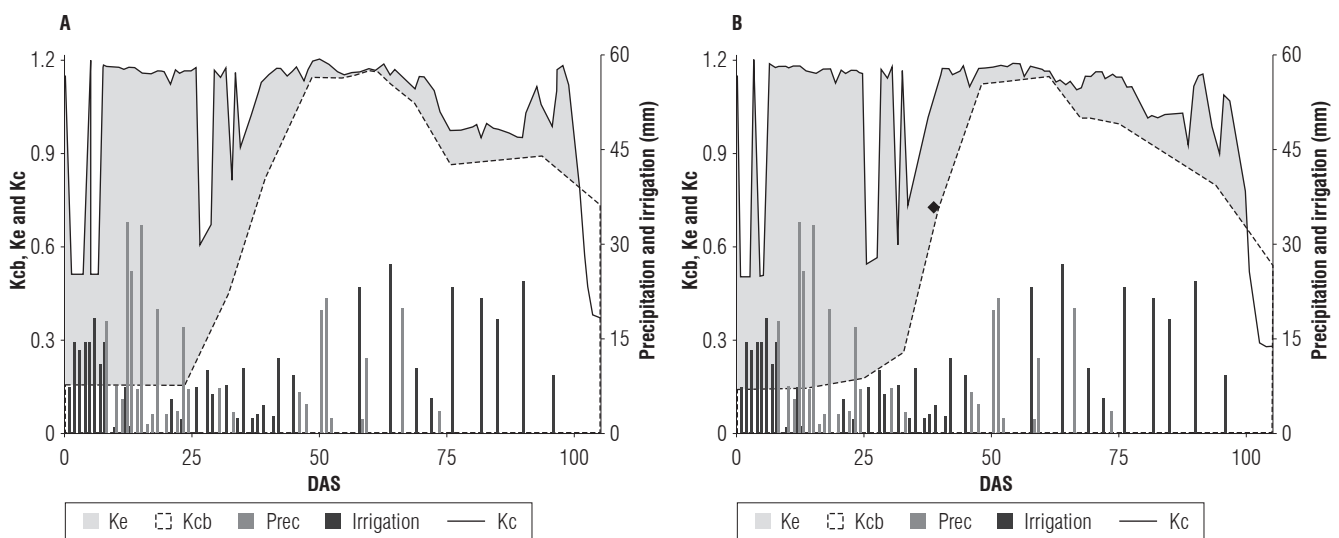 A
Kcb, Ke and Kc
1.2
0.9
0.6
0.3
0
60
45
30
15
0
Precipitation and irrigation (mm)
0 25 50 75 100
DAS
Ke Kcb Prec Irrigation Kc
B
Kcb, Ke and Kc
1.2
0.9
0.6
0.3
0
60
45
30
15
0
Precipitation and irrigation (mm)
0 25 50 75 100
DAS
Ke Kcb Prec Irrigation Kc